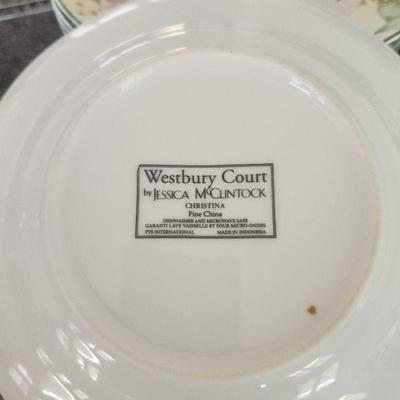 Westbury Court
by JESSICA McCLINTOCK
CHRISTINA
Fine China
DISHWASHER AND MICROWAVE SAFE
GARANTI LAVE VAISSELLE ET FOUR MICRO-ONDES
PTS INTERNATIONAL MADE IN INDONESIA